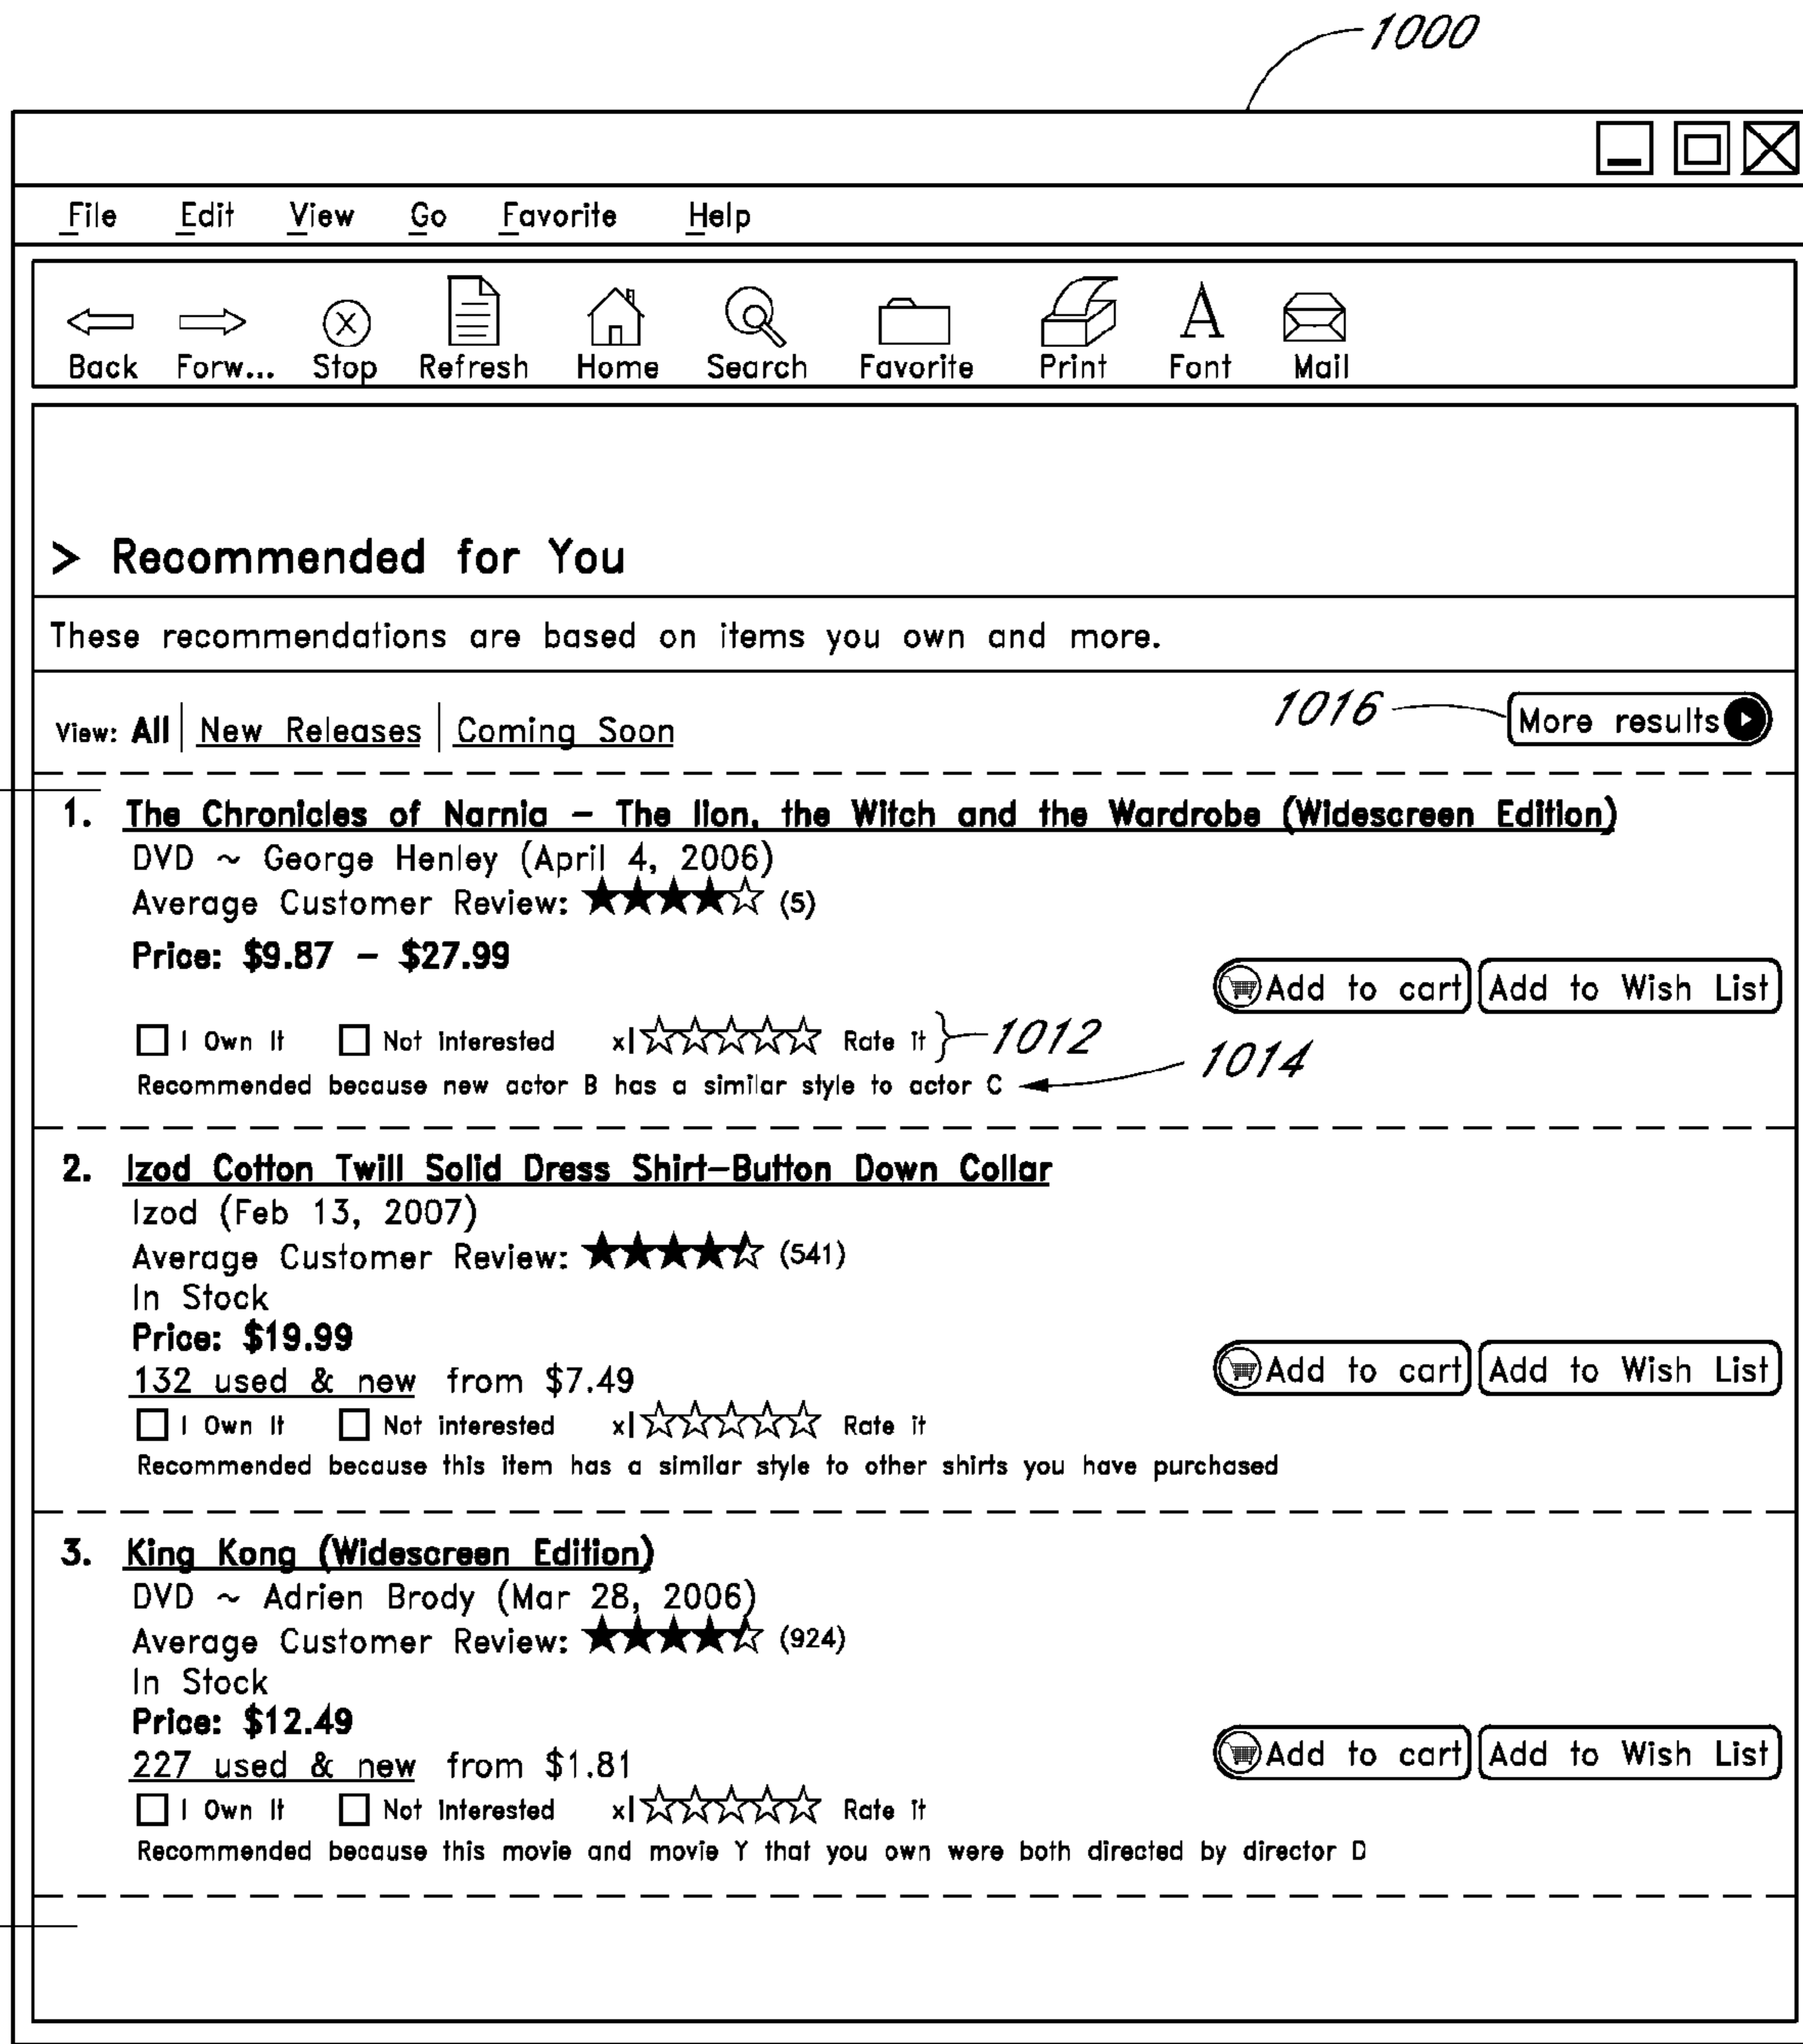 1000
File Edit View Go Favorite Help
Back Forw... Stop Refresh Home Search Favorite Print Font Mail
> Recommended for You
These recommendations are based on items you own and more.
View: All | New Releases | Coming Soon 1016 More results
1. The Chronicles of Narnia – The lion, the Witch and the Wardrobe (Widescreen Edition)
DVD ~ George Henley (April 4, 2006)
Average Customer Review: ★★★★☆ (5)
Price: $9.87 – $27.99
Add to cart Add to Wish List
I Own It Not interested x| ☆☆☆☆☆ Rate it } 1012
Recommended because new actor B has a similar style to actor C 1014
2. Izod Cotton Twill Solid Dress Shirt–Button Down Collar
Izod (Feb 13, 2007)
Average Customer Review: (541)
In Stock
Price: $19.99
132 used & new from $7.49 Add to cart Add to Wish List
I Own It Not interested x| ☆☆☆☆☆ Rate it
Recommended because this item has a similar style to other shirts you have purchased
3. King Kong (Widescreen Edition)
DVD ~ Adrien Brody (Mar 28, 2006)
Average Customer Review: (924)
In Stock
Price: $12.49
227 used & new from $1.81 Add to cart Add to Wish List
I Own It Not interested x| ☆☆☆☆☆ Rate it
Recommended because this movie and movie Y that you own were both directed by director D